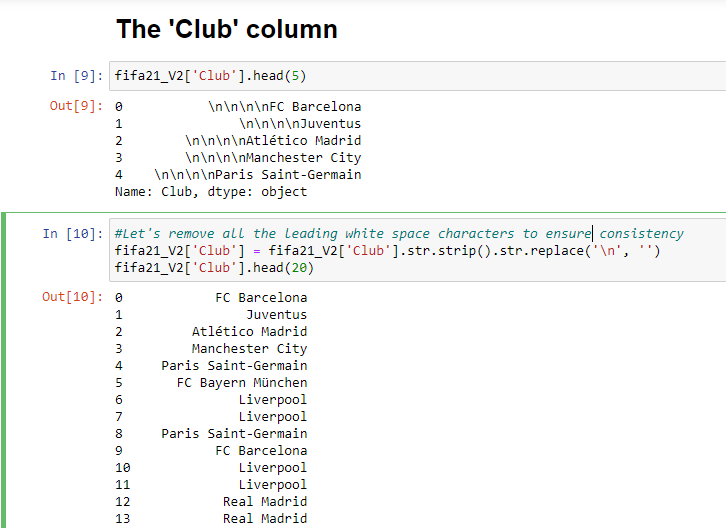 The 'Club' column
In [9]: fifa21_V2['Club'].head(5)
Out[9]: 0 \n\n\n\nFC Barcelona
1 \n\n\n\nJuventus
2 \n\n\n\nAtlético Madrid
3 \n\n\n\nManchester City
4 \n\n\n\nParis Saint-Germain
Name: Club, dtype: object
In [10]: #Let's remove all the leading white space characters to ensure consistency
fifa21_V2['Club'] = fifa21_V2['Club'].str.strip().str.replace('\n', '')
fifa21_V2['Club'].head(20)
Out[10]: 0 FC Barcelona
1 Juventus
2 Atlético Madrid
3 Manchester City
4 Paris Saint-Germain
5 FC Bayern München
6 Liverpool
7 Liverpool
8 Paris Saint-Germain
9 FC Barcelona
10 Liverpool
11 Liverpool
12 Real Madrid
13 Real Madrid